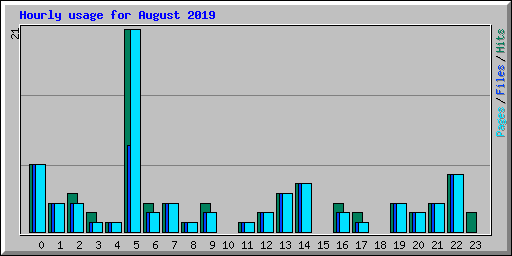 Hourly usage for August 2019
21
Pages/Files/Hits
0 1 2 3 4 5 6 7 8 9 10 11 12 13 14 15 16 17 18 19 20 21 22 23